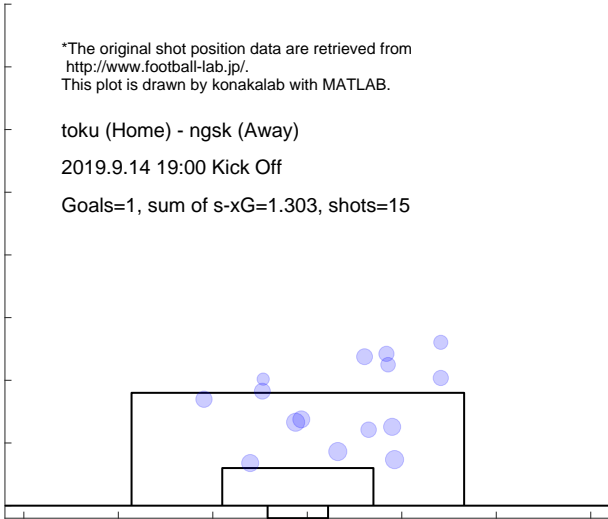 *The original shot position data are retrieved from
http://www.football-lab.jp/.
This plot is drawn by konakalab with MATLAB.
toku (Home) - ngsk (Away)
2019.9.14 19:00 Kick Off
Goals=1, sum of s-xG=1.303, shots=15